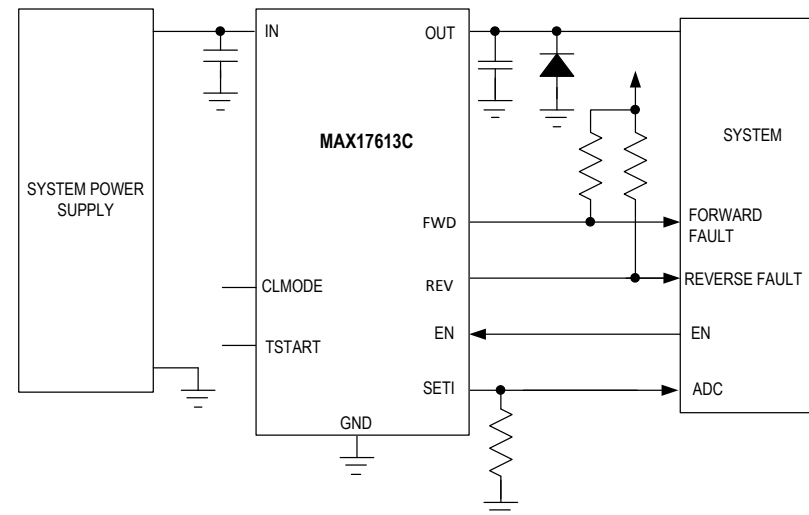 IN
OUT
MAX17613C
SYSTEM
SYSTEM POWER
SUPPLY
FWD
FORWARD
FAULT
CLMODE
REV
REVERSE FAULT
TSTART
EN
EN
SETI
ADC
GND